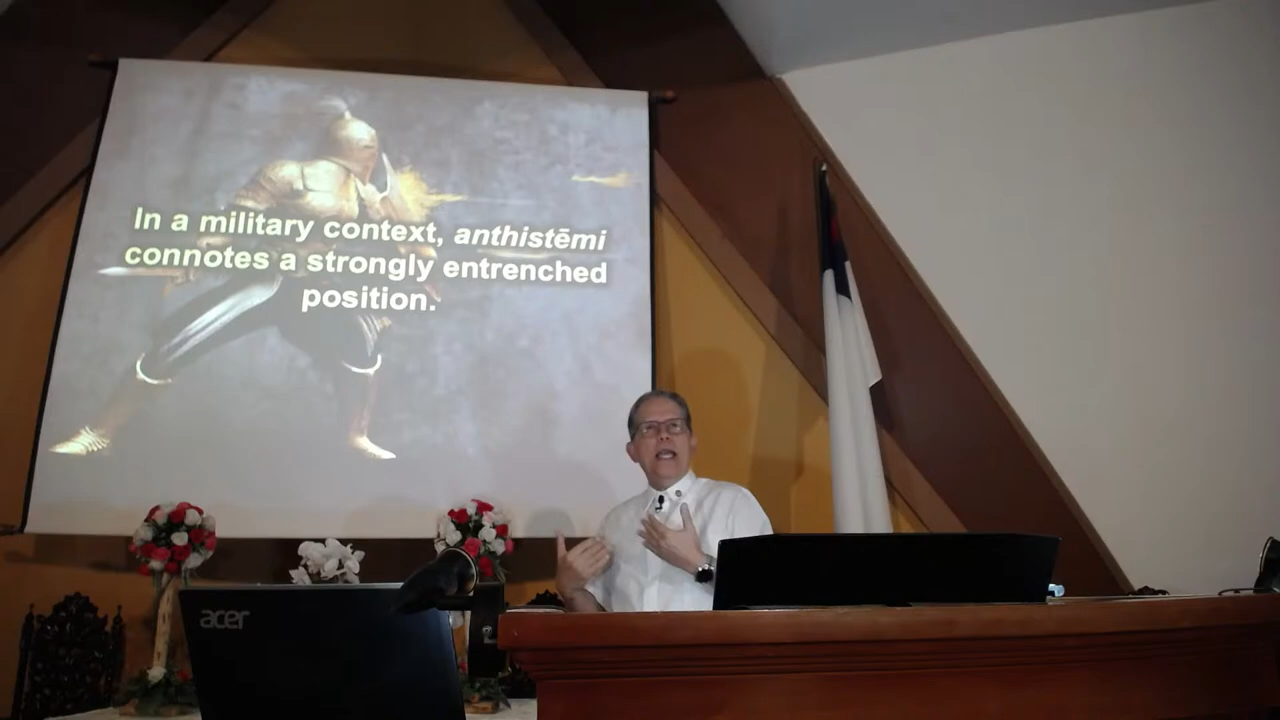 In a military context, anthistēmi
connotes a strongly entrenched
position.
acer